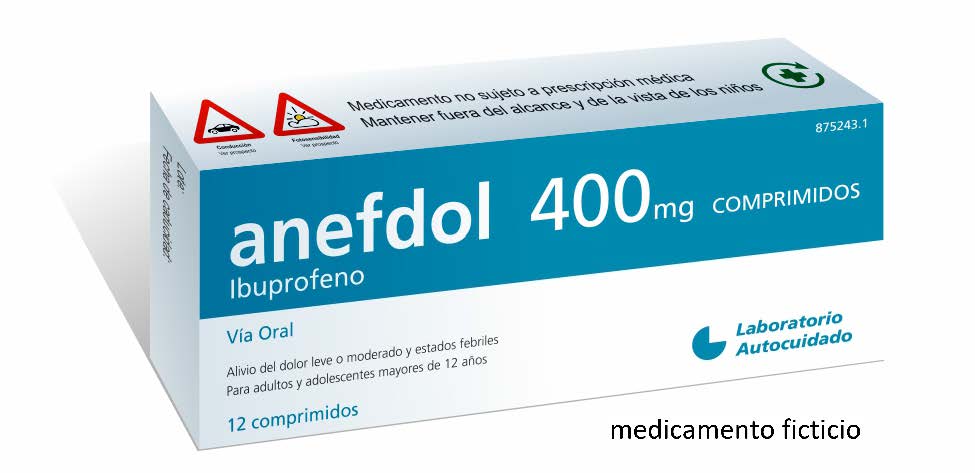 Medicamento no sujeto a prescripción médica
Mantener fuera del alcance y de la vista de los niños
Conducción
Ver prospecto
Fotosensibilidad
Ver prospecto
875243.1
Lote:
Fecha de caducidad:
anefdol 400 mg COMPRIMIDOS
Ibuprofeno
Vía Oral
Alivio del dolor leve o moderado y estados febriles
Para adultos y adolescentes mayores de 12 años
12 comprimidos
Laboratorio
Autocuidado
medicamento ficticio